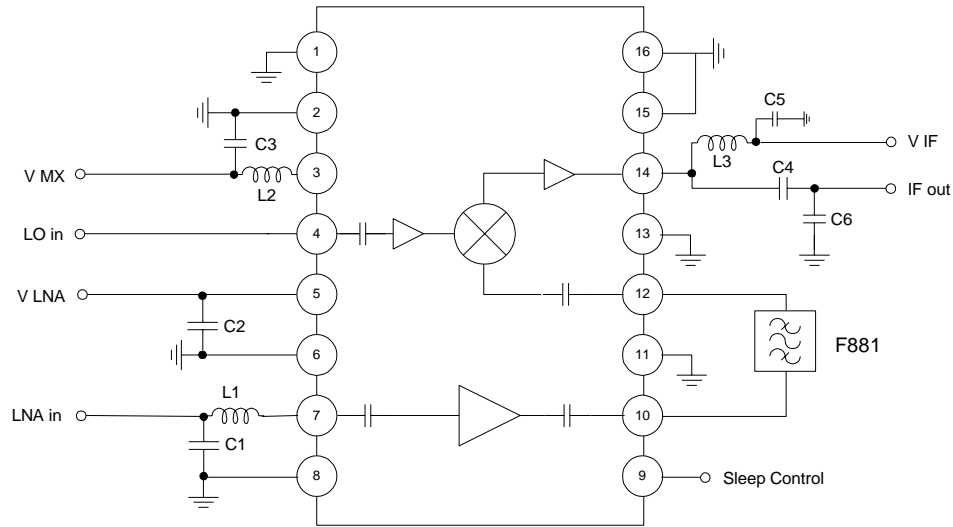 1
16
2
15
C5
C3
V MX
3
L2
14
L3
V IF
C4
IF out
LO in
4
13
C6
V LNA
5
12
C2
6
11
F881
L1
LNA in
7
10
C1
8
9
Sleep Control